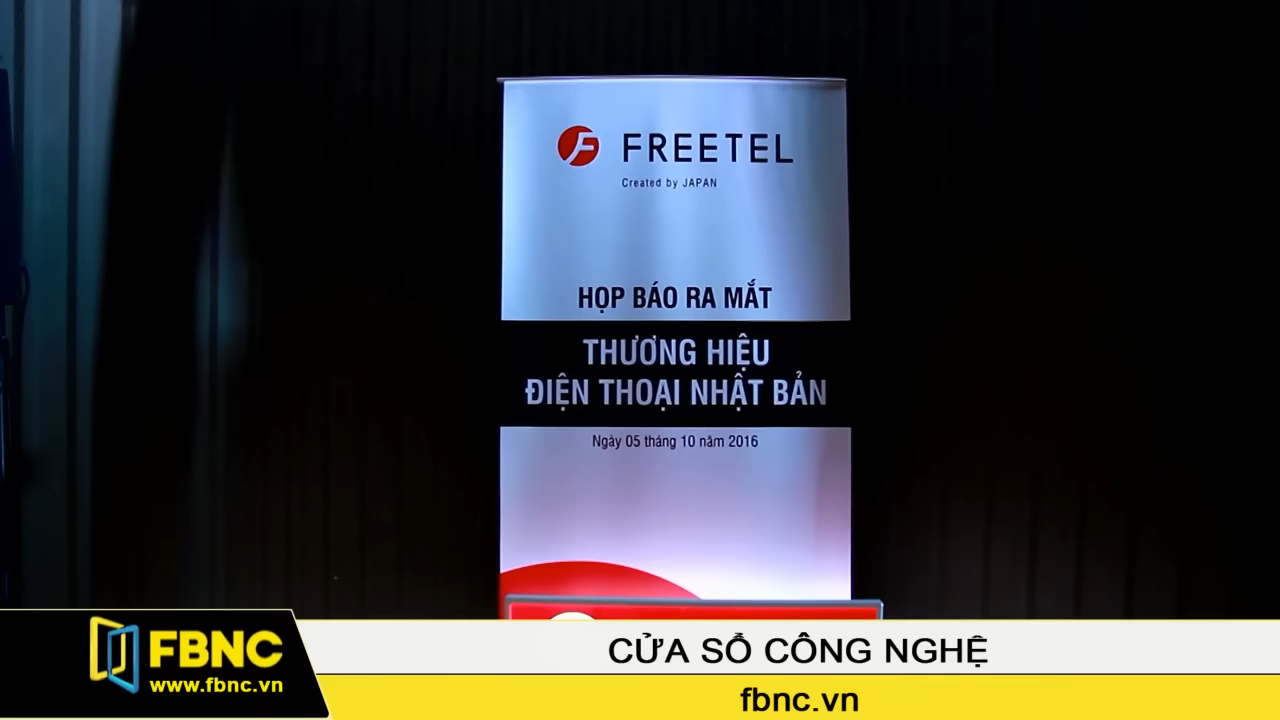 FREETEL
Created by JAPAN
HỌP BÁO RA MẮT
THƯƠNG HIỆU
ĐIỆN THOẠI NHẬT BẢN
Ngày 05 tháng 10 năm 2016
FBNC
www.fbnc.vn
CỬA SỔ CÔNG NGHỆ
fbnc.vn